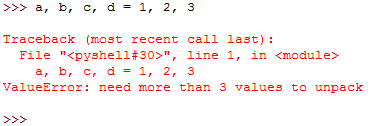 >>> a, b, c, d = 1, 2, 3
Traceback (most recent call last):
  File "<pyshell#30>", line 1, in <module>
    a, b, c, d = 1, 2, 3
ValueError: need more than 3 values to unpack
>>>